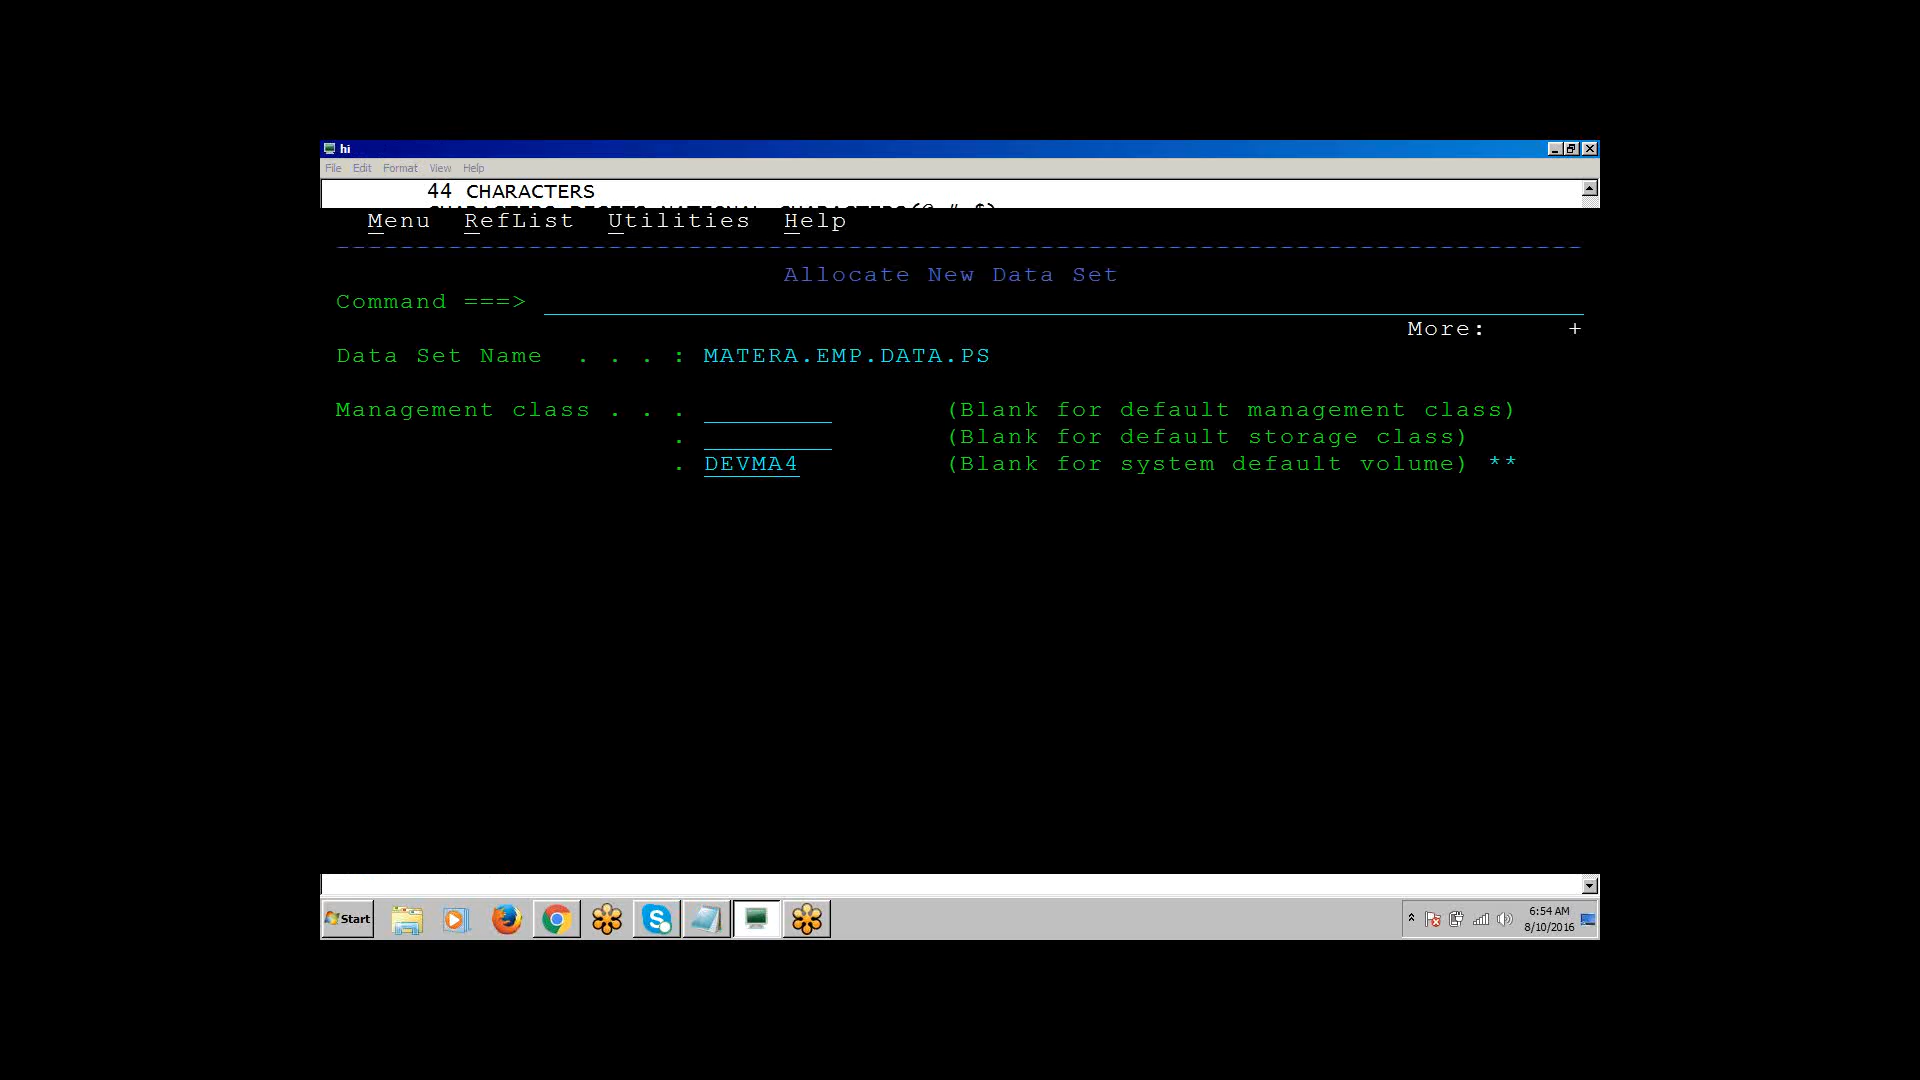 hi
File Edit Format View Help
44 CHARACTERS
Menu RefList Utilities Help
Allocate New Data Set
Command ===>
More: +
Data Set Name . . . : MATERA.EMP.DATA.PS
Management class . . . (Blank for default management class)
. (Blank for default storage class)
. DEVMA4 (Blank for system default volume) **
Start
6:54 AM
8/10/2016